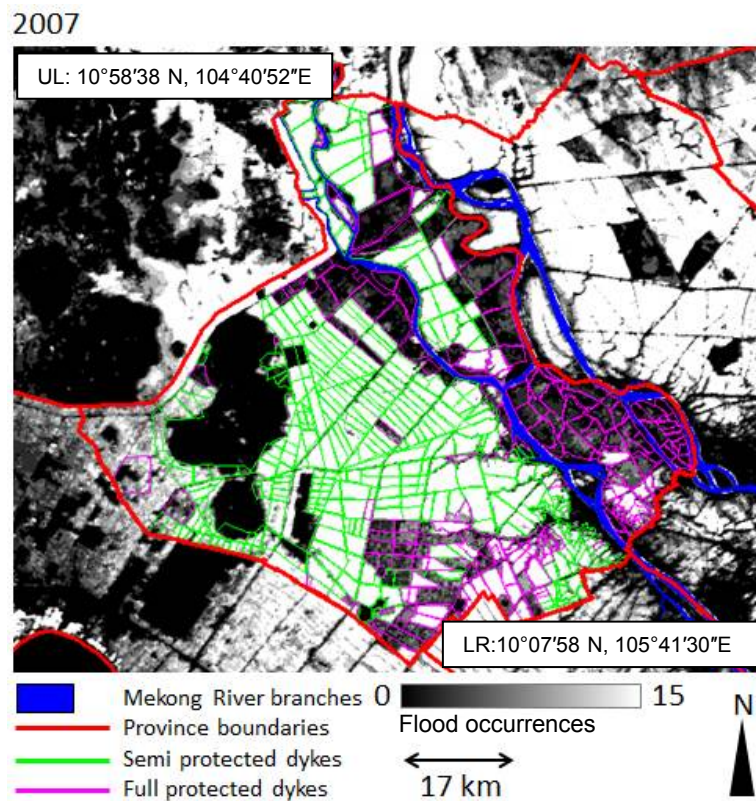 2007
UL: 10°58′38 N, 104°40′52″E
LR:10°07′58 N, 105°41′30″E
Mekong River branches
0 15
Province boundaries
Flood occurrences
N
Semi protected dykes
Full protected dykes
17 km